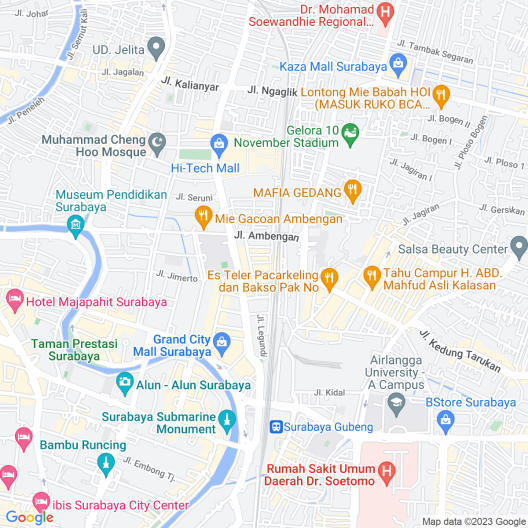 Jl. Johar
Jl. Semut Kali
UD. Jelita
Jl. Jagalan
Jl. Peneleh
Jl. Kalianyar
Jl. Ngaglik
Dr. Mohamad
Soewandhie Regional...
Jl. Tambak Segaran
Kaza Mall Surabaya
Lontong Mie Babah HOI
(MASUK RUKO BCA...
Jl. Bogen II
Jl. Bogen I
Jl. Ploso Bogen
Jl. Ploso 1
Gelora 10
November Stadium
Muhammad Cheng
Hoo Mosque
Hi-Tech Mall
Jl. Jagiran I
MAFIA GEDANG
Jl. Seruni
Museum Pendidikan
Surabaya
Mie Gacoan Ambengan
Jl. Ambengan
Jl. Jagiran
Jl. Gersikan
Salsa Beauty Center
Jl. Jimerto
Es Teler Pacarkeling
dan Bakso Pak No
Tahu Campur H. ABD.
Mahfud Asli Kalasan
Hotel Majapahit Surabaya
Jl. Legundi
Taman Prestasi
Surabaya
Grand City
Mall Surabaya
Jl. Kedung Tarukan
Airlangga
University -
A Campus
Alun - Alun Surabaya
Jl. Kidal
BStore Surabaya
Surabaya Submarine
Monument
Surabaya Gubeng
Bambu Runcing
Jl. Embong Tj.
Rumah Sakit Umum
Daerah Dr. Soetomo
ibis Surabaya City Center
Google
Map data ©2023 Google